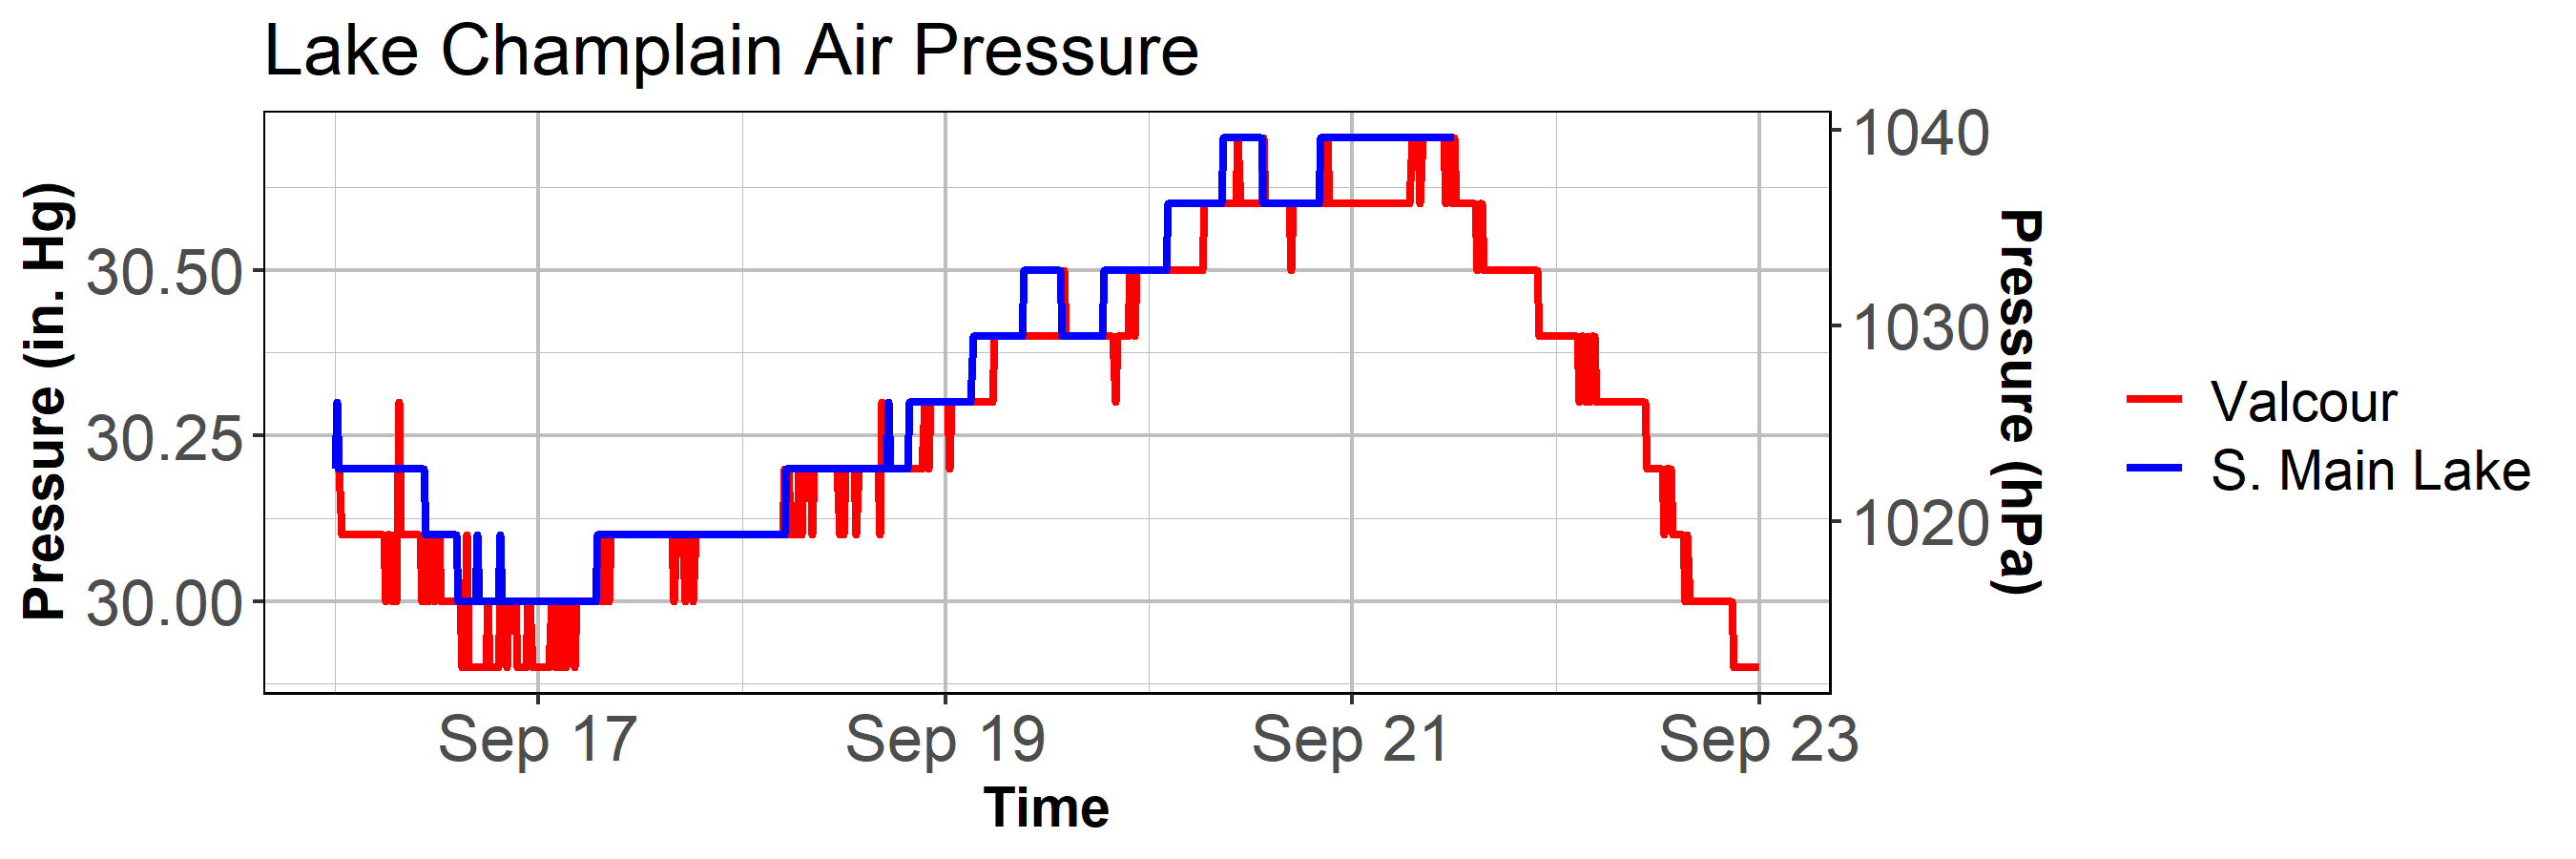 Lake Champlain Air Pressure
Pressure (in. Hg)
30.50
30.25
30.00
1040
1030
1020
Pressure (hPa)
Sep 17
Sep 19
Sep 21
Sep 23
Time
Valcour
S. Main Lake